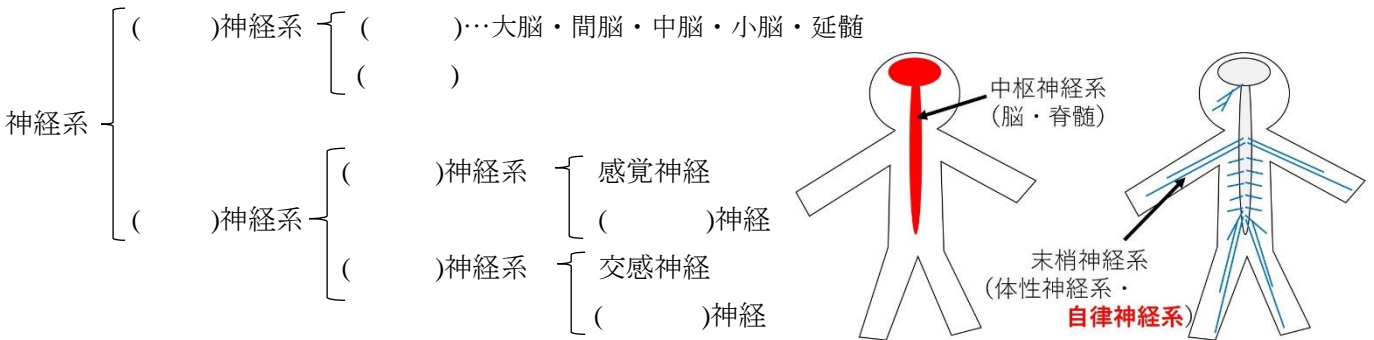 (　　　)神経系
(　　　)…大脳・間脳・中脳・小脳・延髄
(　　　)
神経系
(　　　)神経系
(　　　)神経系
感覚神経
(　　　)神経
(　　　)神経系
交感神経
(　　　)神経
中枢神経系
(脳・脊髄)
末梢神経系
(体性神経系・
自律神経系)